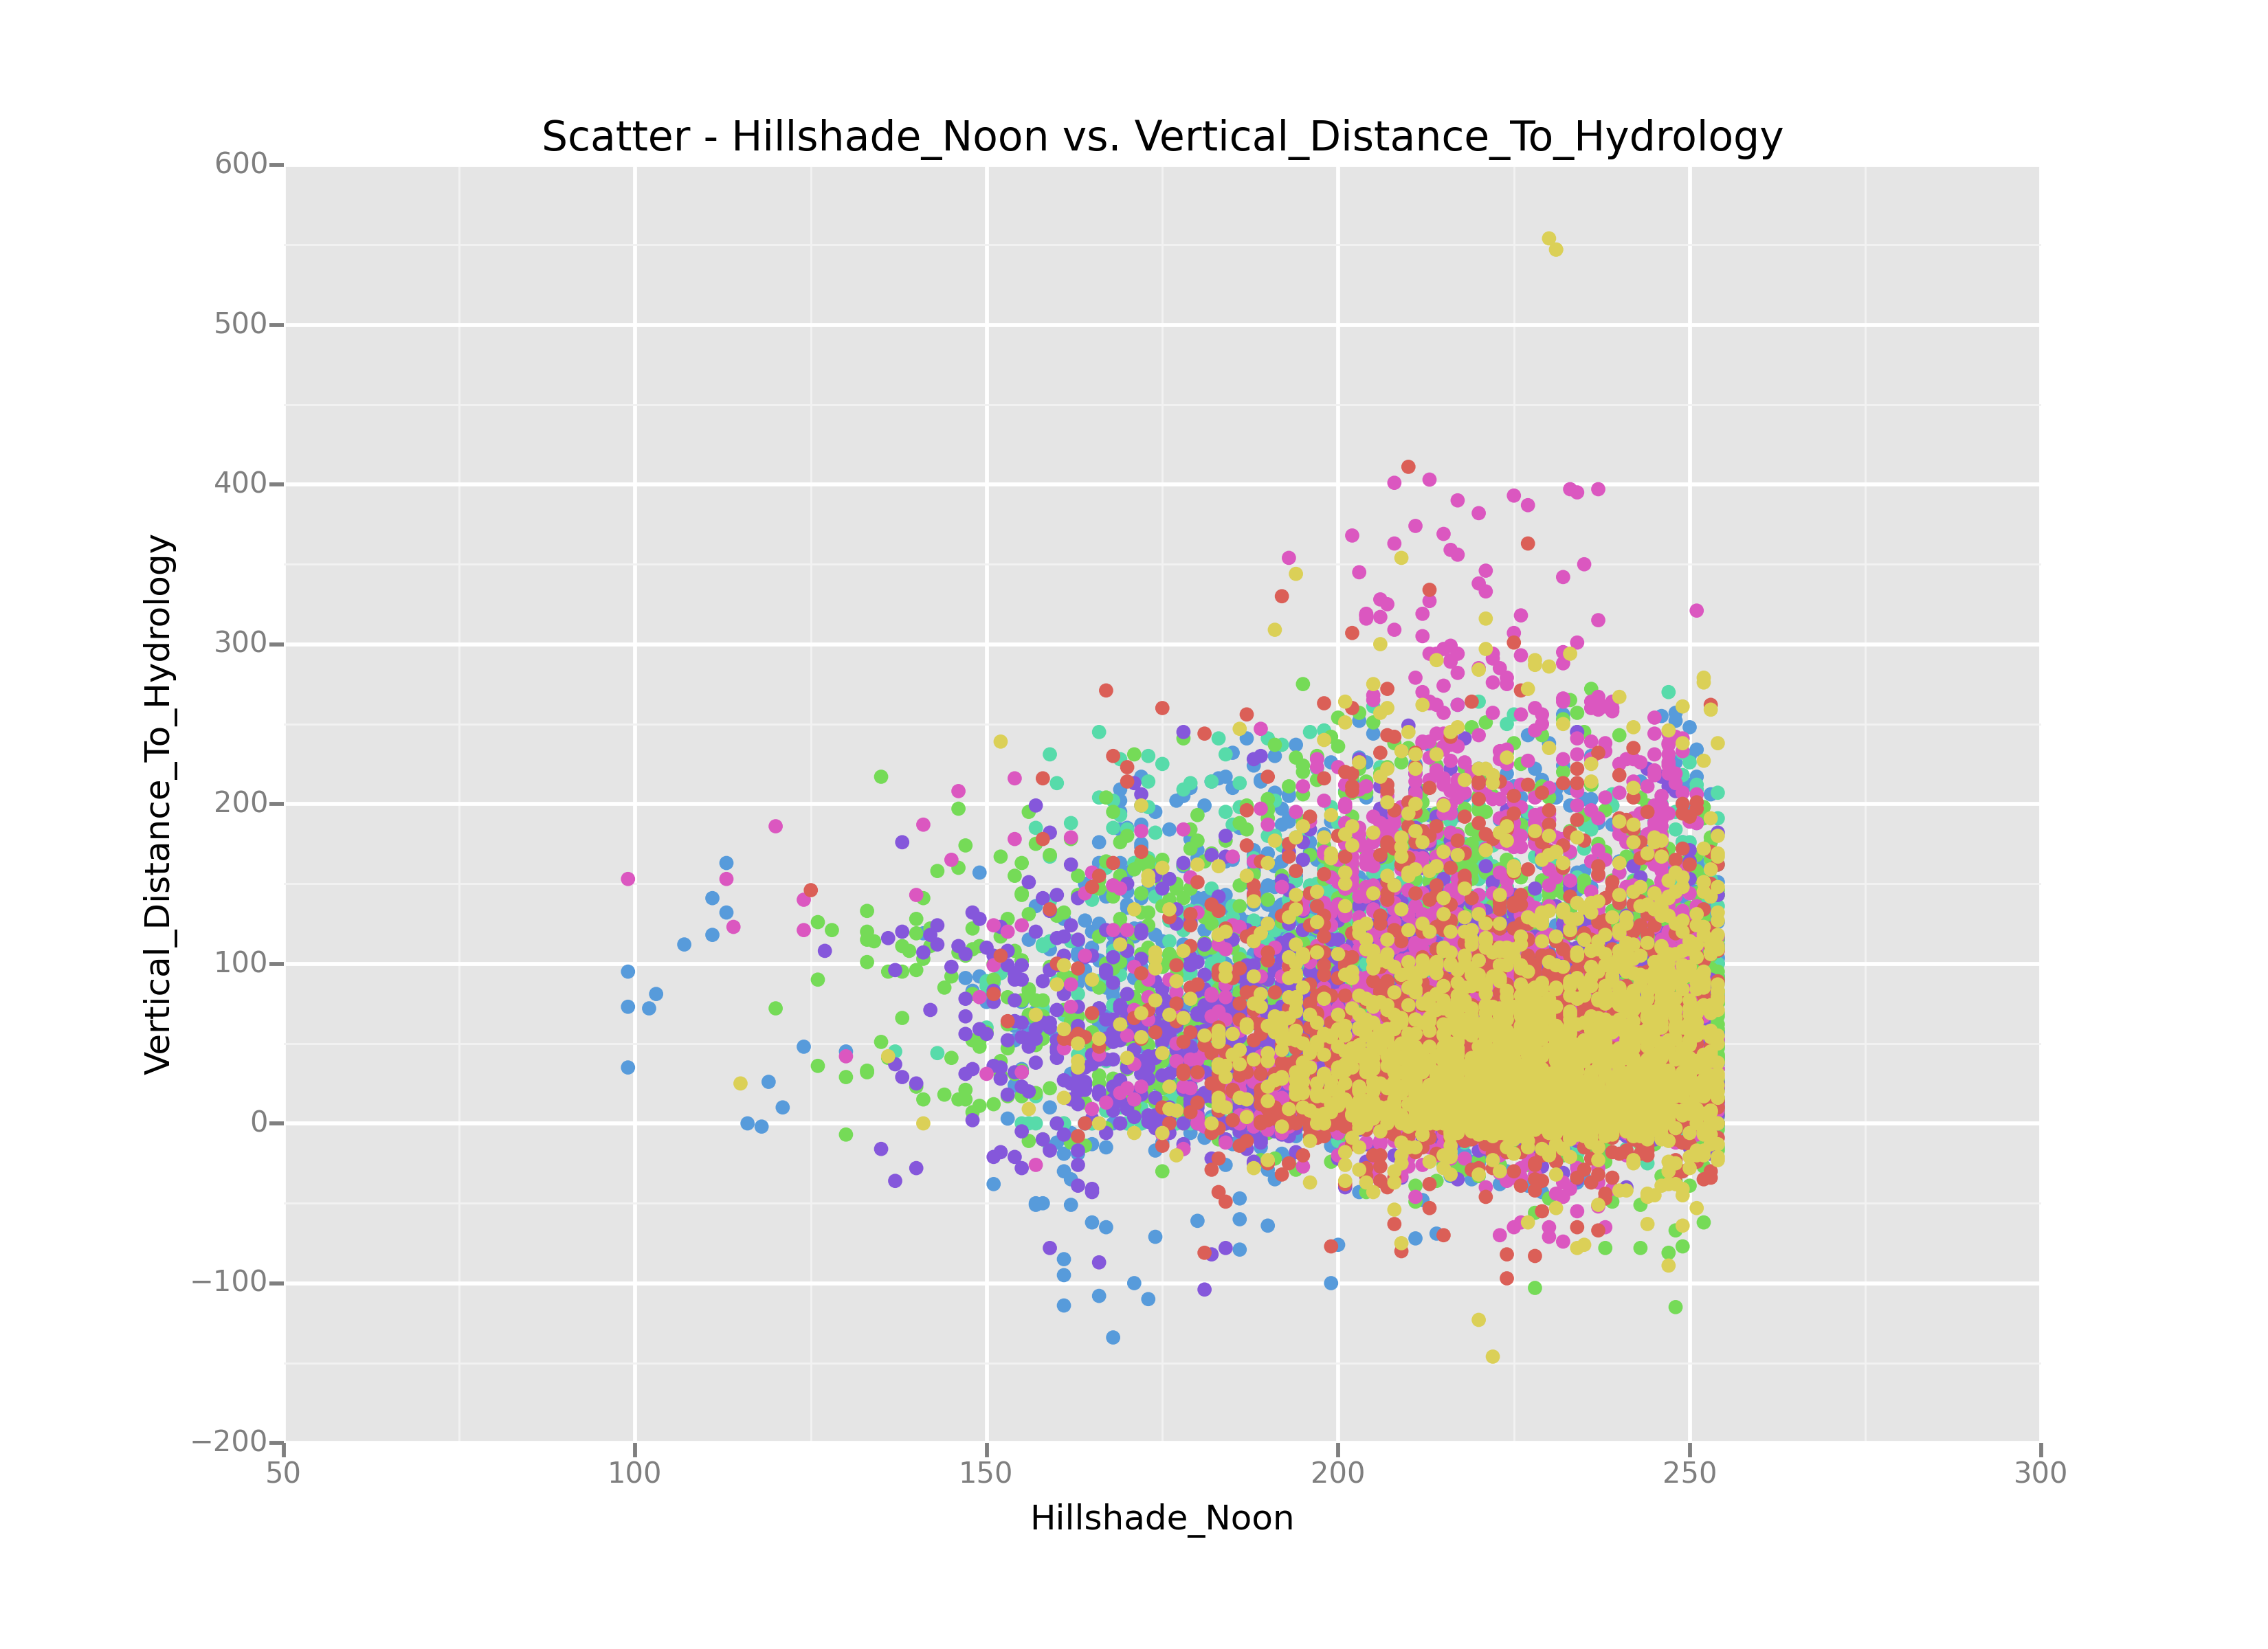 Scatter - Hillshade_Noon vs. Vertical_Distance_To_Hydrology
600
500
400
300
200
100
0
−100
−200
Vertical_Distance_To_Hydrology
50 100 150 200 250 300
Hillshade_Noon